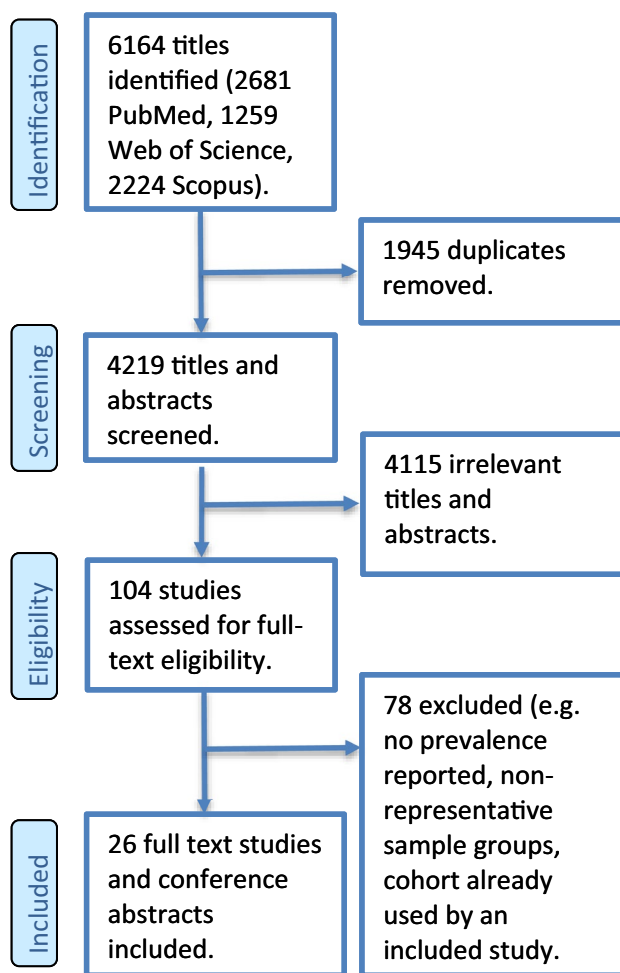 Identification
6164 titles
identified (2681
PubMed, 1259
Web of Science,
2224 Scopus).
1945 duplicates
removed.
Screening
4219 titles and
abstracts
screened.
4115 irrelevant
titles and
abstracts.
Eligibility
104 studies
assessed for full-
text eligibility.
78 excluded (e.g.
no prevalence
reported, non-
representative
sample groups,
cohort already
used by an
included study.
Included
26 full text studies
and conference
abstracts
included.